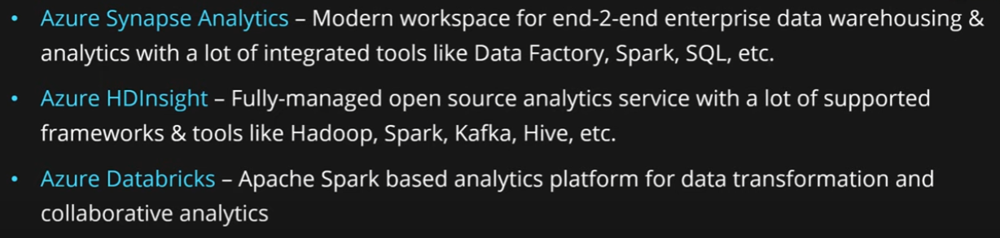 • Azure Synapse Analytics – Modern workspace for end-2-end enterprise data warehousing &
analytics with a lot of integrated tools like Data Factory, Spark, SQL, etc.
• Azure HDInsight – Fully-managed open source analytics service with a lot of supported
frameworks & tools like Hadoop, Spark, Kafka, Hive, etc.
• Azure Databricks – Apache Spark based analytics platform for data transformation and
collaborative analytics